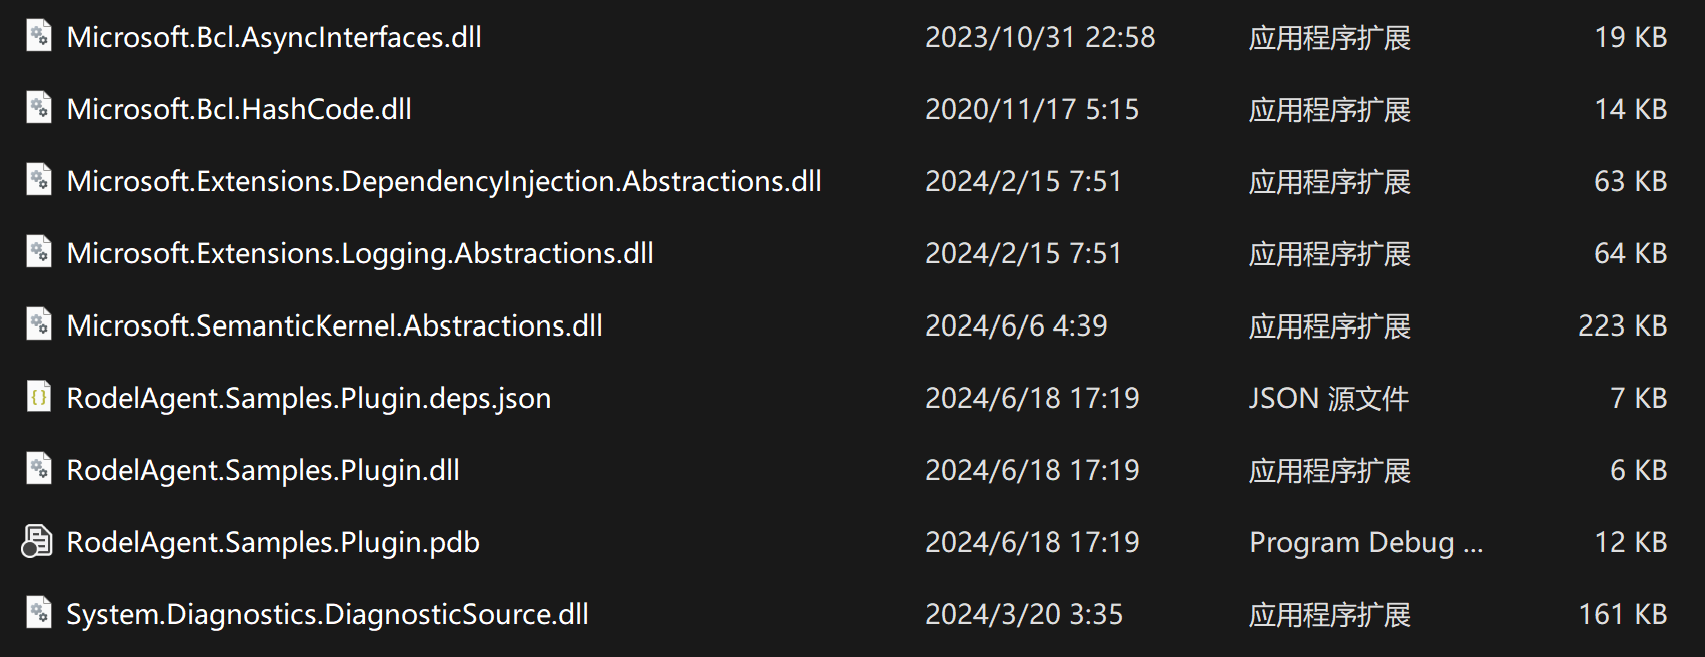 Microsoft.Bcl.AsyncInterfaces.dll 2023/10/31 22:58 应用程序扩展 19 KB
Microsoft.Bcl.HashCode.dll 2020/11/17 5:15 应用程序扩展 14 KB
Microsoft.Extensions.DependencyInjection.Abstractions.dll 2024/2/15 7:51 应用程序扩展 63 KB
Microsoft.Extensions.Logging.Abstractions.dll 2024/2/15 7:51 应用程序扩展 64 KB
Microsoft.SemanticKernel.Abstractions.dll 2024/6/6 4:39 应用程序扩展 223 KB
RodelAgent.Samples.Plugin.deps.json 2024/6/18 17:19 JSON 源文件 7 KB
RodelAgent.Samples.Plugin.dll 2024/6/18 17:19 应用程序扩展 6 KB
RodelAgent.Samples.Plugin.pdb 2024/6/18 17:19 Program Debug ... 12 KB
System.Diagnostics.DiagnosticSource.dll 2024/3/20 3:35 应用程序扩展 161 KB